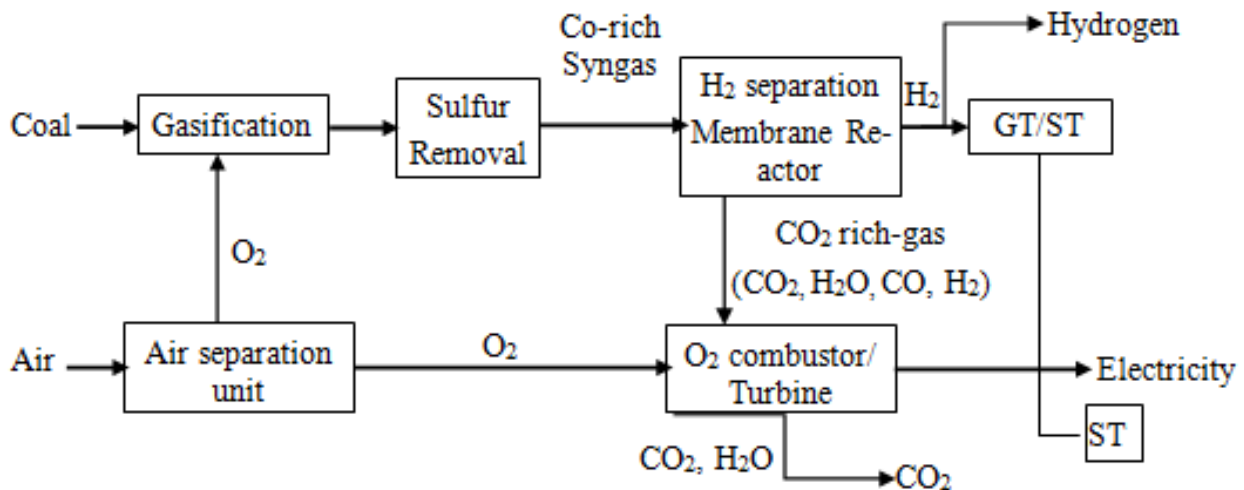 Co-rich
Syngas
Hydrogen
Coal
Gasification
Sulfur
Removal
H₂ separation
Membrane Re-
actor
H₂
GT/ST
O₂
CO₂ rich-gas
(CO₂, H₂O, CO, H₂)
Air
Air separation
unit
O₂
O₂ combustor/
Turbine
Electricity
ST
CO₂, H₂O
CO₂